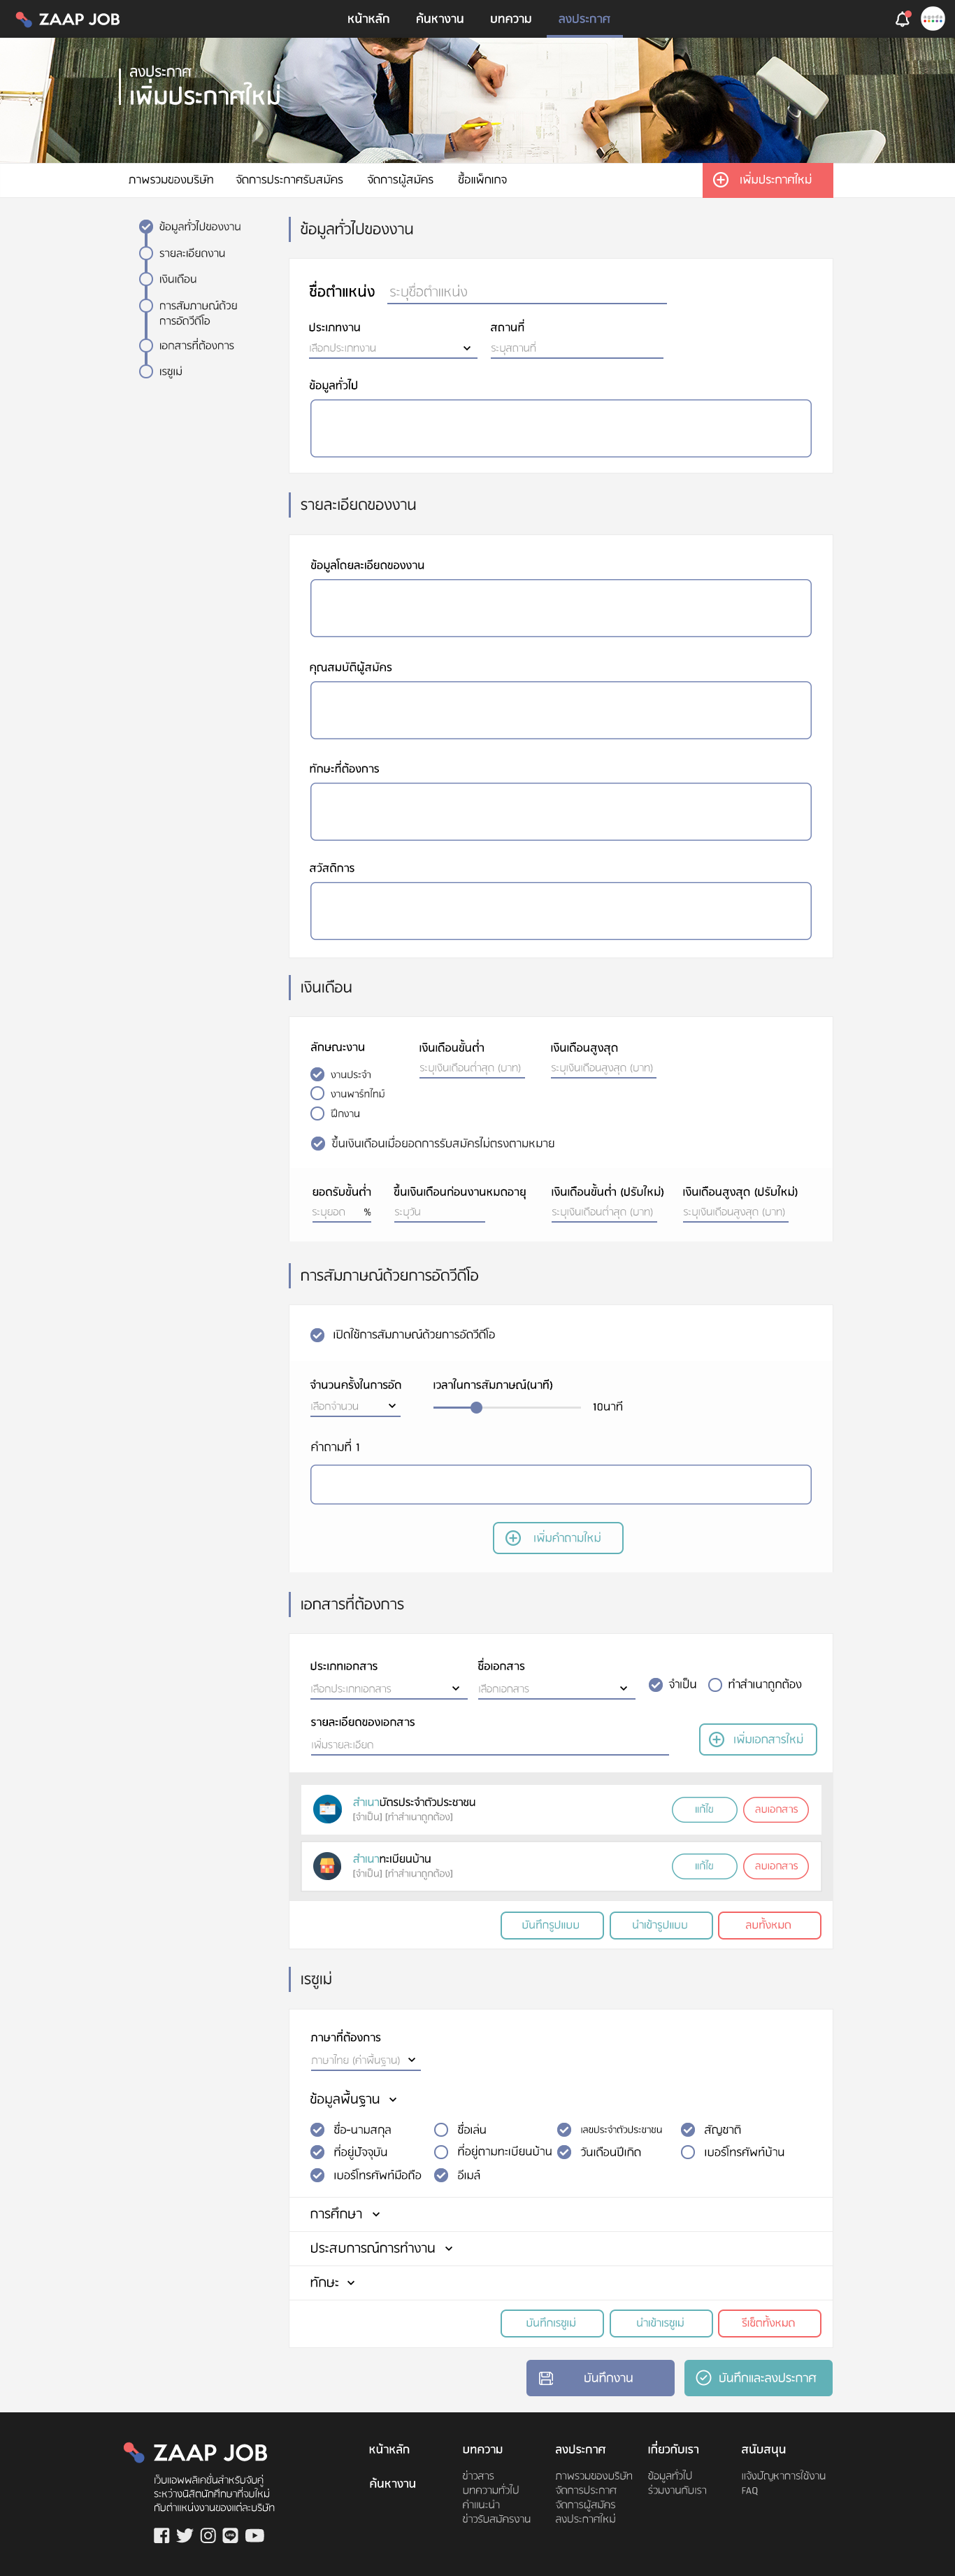 ZAAP JOB
หน้าหลัก ค้นหางาน บทความ ลงประกาศ
agoda
ลงประกาศ
เพิ่มประกาศใหม่
ภาพรวมของบริษัท จัดการประกาศรับสมัคร จัดการผู้สมัคร ซื้อแพ็กเกจ เพิ่มประกาศใหม่
ข้อมูลทั่วไปของงาน
รายละเอียดงาน
เงินเดือน
การสัมภาษณ์ด้วย
การอัดวีดีโอ
เอกสารที่ต้องการ
เรซูเม่
ข้อมูลทั่วไปของงาน
ชื่อตำแหน่ง ระบุชื่อตำแหน่ง
ประเภทงาน สถานที่
เลือกประเภทงาน ระบุสถานที่
ข้อมูลทั่วไป
รายละเอียดของงาน
ข้อมูลโดยละเอียดของงาน
คุณสมบัติผู้สมัคร
ทักษะที่ต้องการ
สวัสดิการ
เงินเดือน
ลักษณะงาน เงินเดือนขั้นต่ำ เงินเดือนสูงสุด
ระบุเงินเดือนต่ำสุด (บาท) ระบุเงินเดือนสูงสุด (บาท)
งานประจำ
งานพาร์ทไทม์
ฝึกงาน
ขึ้นเงินเดือนเมื่อยอดการรับสมัครไม่ตรงตามหมาย
ยอดรับขั้นต่ำ ขึ้นเงินเดือนก่อนงานหมดอายุ เงินเดือนขั้นต่ำ (ปรับใหม่) เงินเดือนสูงสุด (ปรับใหม่)
ระบุยอด % ระบุวัน ระบุเงินเดือนต่ำสุด (บาท) ระบุเงินเดือนสูงสุด (บาท)
การสัมภาษณ์ด้วยการอัดวีดีโอ
เปิดใช้การสัมภาษณ์ด้วยการอัดวีดีโอ
จำนวนครั้งในการอัด เวลาในการสัมภาษณ์(นาที)
เลือกจำนวน 10นาที
คำถามที่ 1
เพิ่มคำถามใหม่
เอกสารที่ต้องการ
ประเภทเอกสาร ชื่อเอกสาร
เลือกประเภทเอกสาร เลือกเอกสาร จำเป็น ทำสำเนาถูกต้อง
รายละเอียดของเอกสาร
เพิ่มรายละเอียด เพิ่มเอกสารใหม่
สำเนาบัตรประจำตัวประชาชน
[จำเป็น] [ทำสำเนาถูกต้อง] แก้ไข ลบเอกสาร
สำเนาทะเบียนบ้าน
[จำเป็น] [ทำสำเนาถูกต้อง] แก้ไข ลบเอกสาร
บันทึกรูปแบบ นำเข้ารูปแบบ ลบทั้งหมด
เรซูเม่
ภาษาที่ต้องการ
ภาษาไทย (ค่าพื้นฐาน)
ข้อมูลพื้นฐาน
ชื่อ-นามสกุล ชื่อเล่น เลขประจำตัวประชาชน สัญชาติ
ที่อยู่ปัจจุบัน ที่อยู่ตามทะเบียนบ้าน วันเดือนปีเกิด เบอร์โทรศัพท์บ้าน
เบอร์โทรศัพท์มือถือ อีเมล์
การศึกษา
ประสบการณ์การทำงาน
ทักษะ
บันทึกเรซูเม่ นำเข้าเรซูเม่ รีเซ็ตทั้งหมด
บันทึกงาน บันทึกและลงประกาศ
ZAAP JOB
เว็บแอพพลิเคชั่นสำหรับจับคู่
ระหว่างนิสิตนักศึกษาที่จบใหม่
กับตำแหน่งงานของแต่ละบริษัท
หน้าหลัก
ค้นหางาน
บทความ
ข่าวสาร
บทความทั่วไป
คำแนะนำ
ข่าวรับสมัครงาน
ลงประกาศ
ภาพรวมของบริษัท
จัดการประกาศ
จัดการผู้สมัคร
ลงประกาศใหม่
เกี่ยวกับเรา
ข้อมูลทั่วไป
ร่วมงานกับเรา
สนับสนุน
แจ้งปัญหาการใช้งาน
FAQ